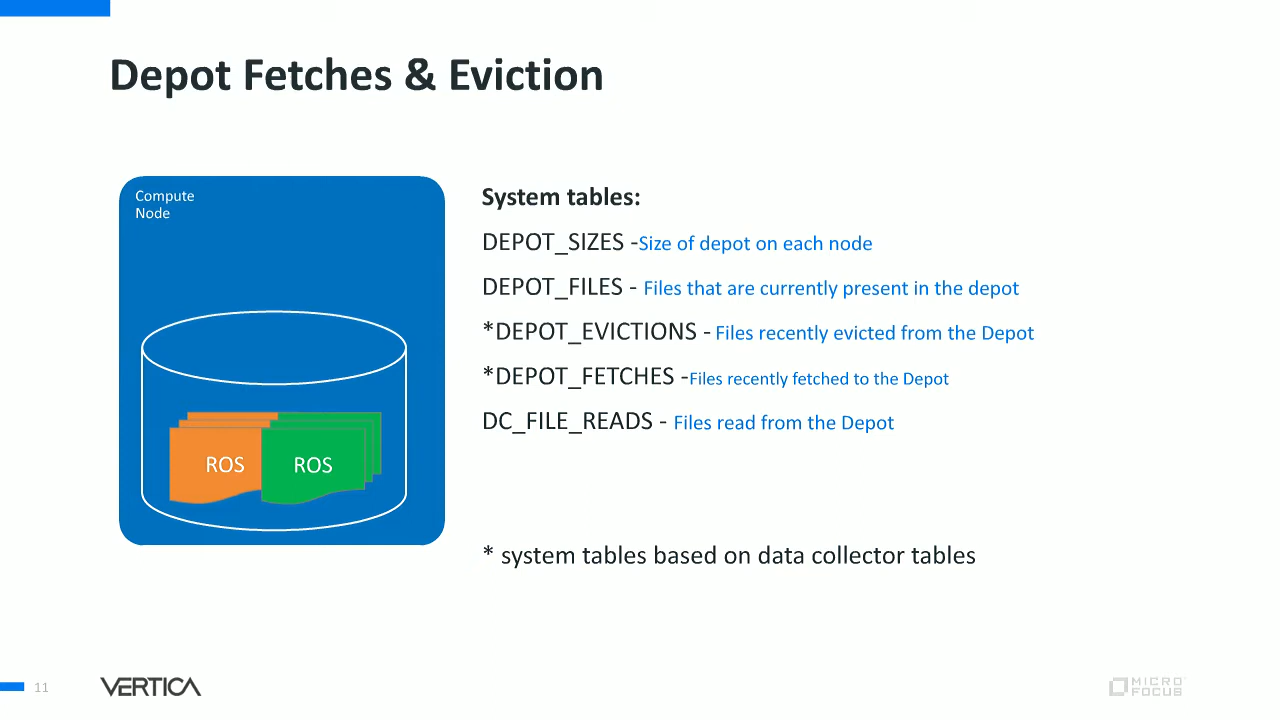 Depot Fetches & Eviction
Compute
Node
ROS
ROS
System tables:
DEPOT_SIZES -Size of depot on each node
DEPOT_FILES - Files that are currently present in the depot
*DEPOT_EVICTIONS - Files recently evicted from the Depot
*DEPOT_FETCHES -Files recently fetched to the Depot
DC_FILE_READS - Files read from the Depot
* system tables based on data collector tables
11
VERTICA
MICRO
FOCUS